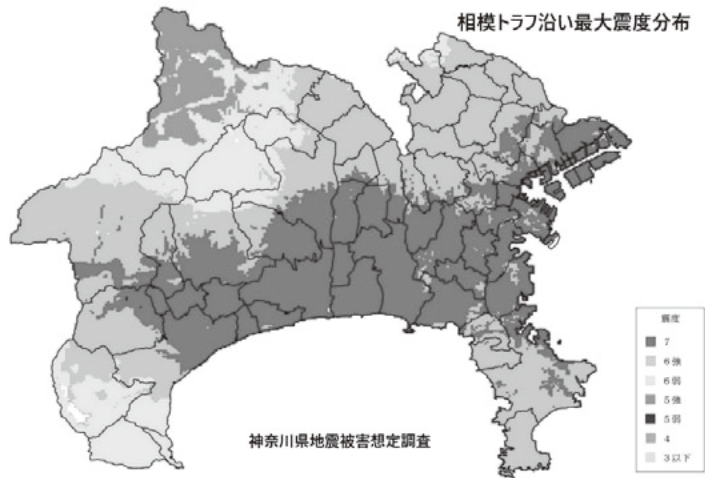 相模トラフ沿い最大震度分布
震度
7
6強
6弱
5強
5弱
4
3以下
神奈川県地震被害想定調査